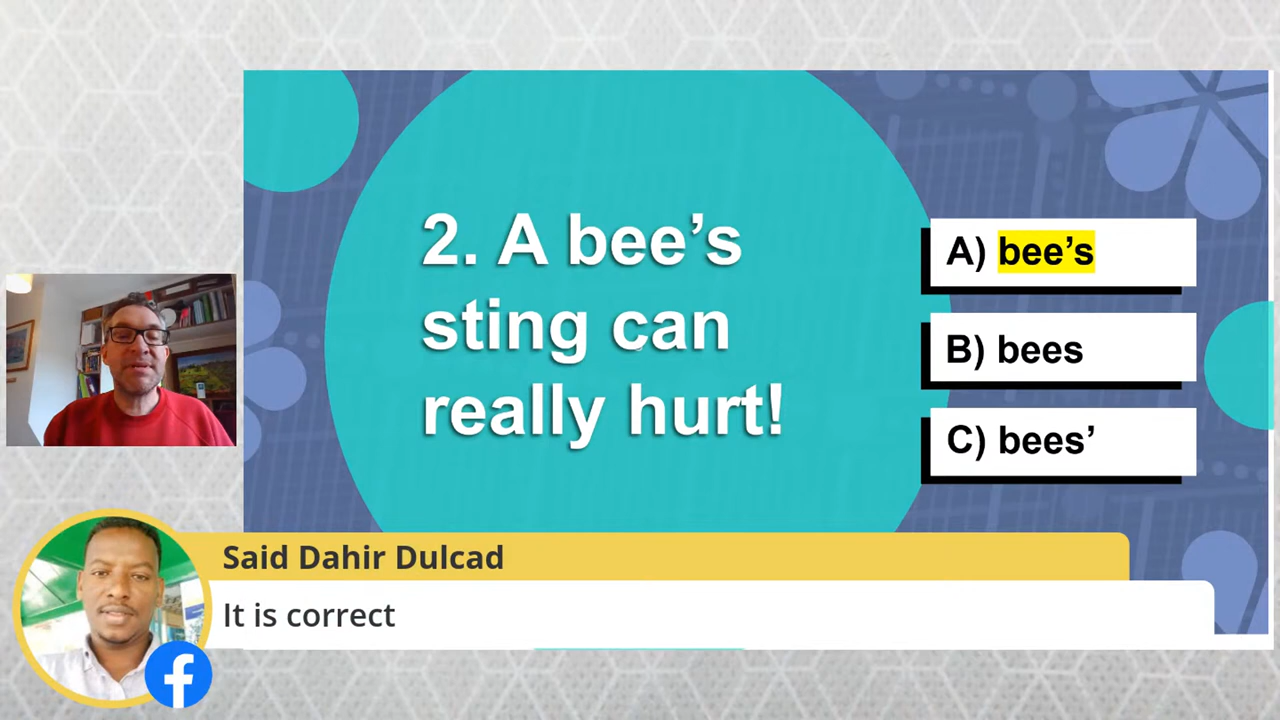 2. A bee’s
sting can
really hurt!
A) bee’s
B) bees
C) bees’
Said Dahir Dulcad
It is correct